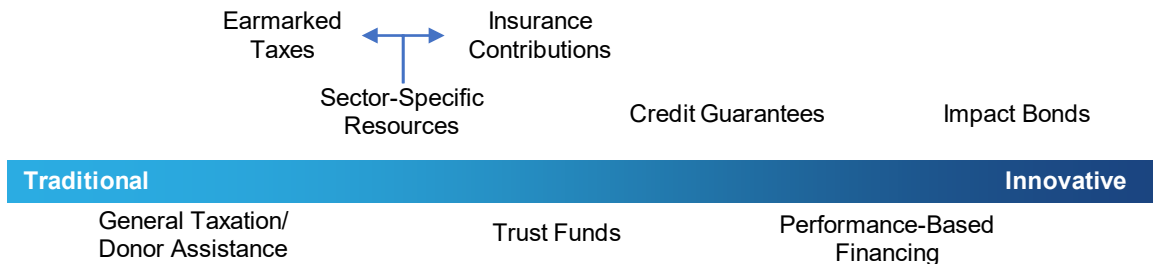 Earmarked
Taxes
Insurance
Contributions
Sector-Specific
Resources
Credit Guarantees
Impact Bonds
Traditional
Innovative
General Taxation/
Donor Assistance
Trust Funds
Performance-Based
Financing